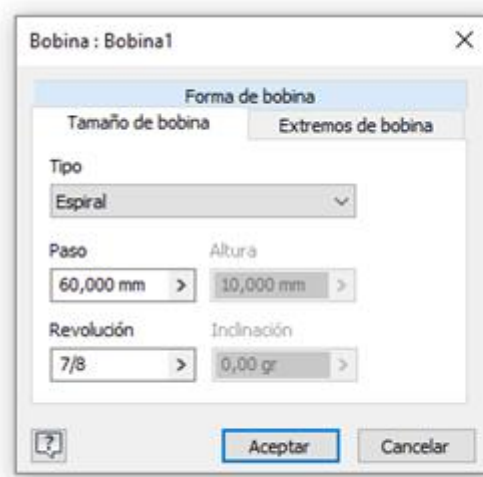 Bobina : Bobina1
Forma de bobina
Tamaño de bobina Extremos de bobina
Tipo
Espiral
Paso Altura
60,000 mm > 10,000 mm >
Revolución Inclinación
7/8 > 0,00 gr >
? Aceptar Cancelar